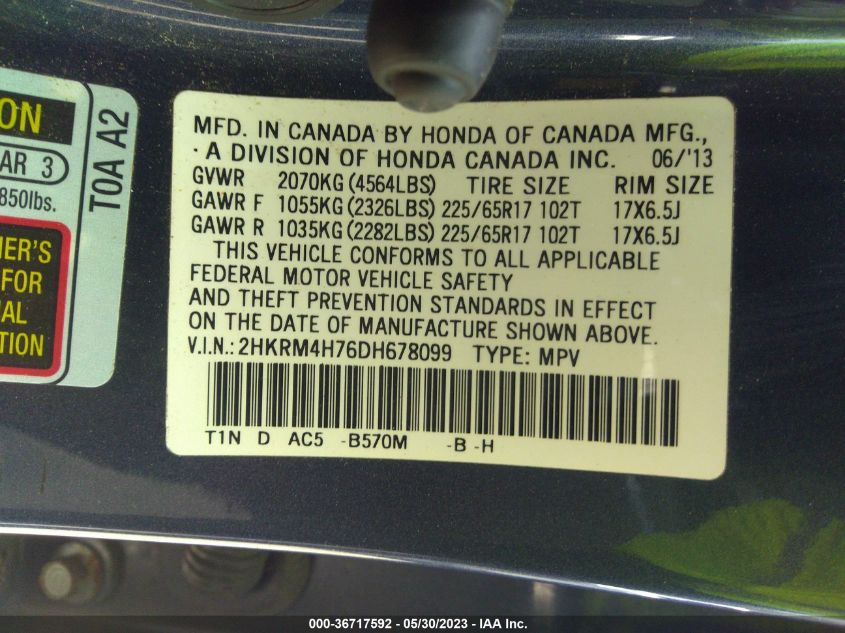 ON
AR 3
850lbs.
T0A A2
NER'S
FOR
AL
TION
MFD. IN CANADA BY HONDA OF CANADA MFG.,
· A DIVISION OF HONDA CANADA INC. 06/'13
GVWR 2070KG (4564LBS) TIRE SIZE RIM SIZE
GAWR F 1055KG (2326LBS) 225/65R17 102T 17X6.5J
GAWR R 1035KG (2282LBS) 225/65R17 102T 17X6.5J
THIS VEHICLE CONFORMS TO ALL APPLICABLE
FEDERAL MOTOR VEHICLE SAFETY
AND THEFT PREVENTION STANDARDS IN EFFECT
ON THE DATE OF MANUFACTURE SHOWN ABOVE.
V.I.N.: 2HKRM4H76DH678099 TYPE: MPV
T1N D AC5 -B570M -B -H
000-36717592 - 05/30/2023 - IAA Inc.